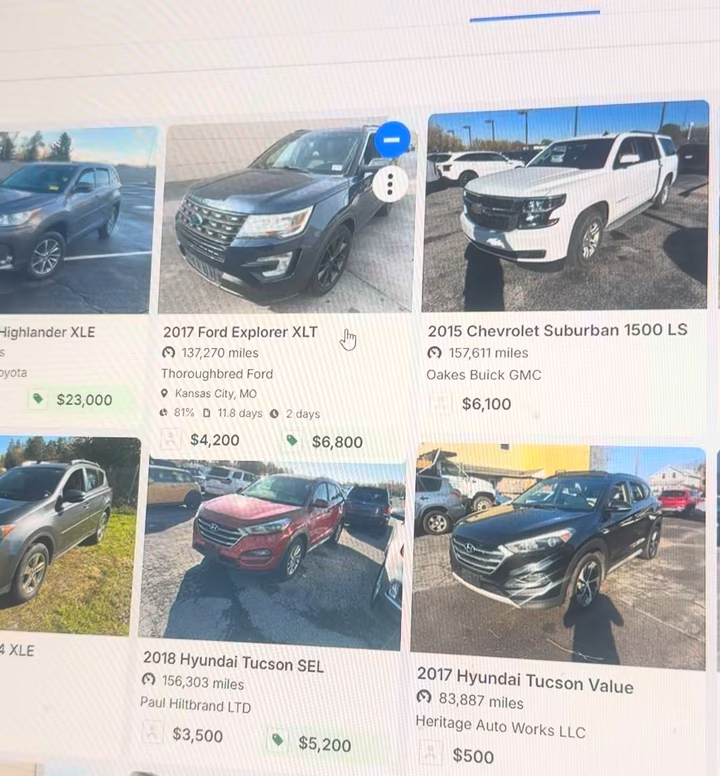 Highlander XLE
s
oyota
$23,000
2017 Ford Explorer XLT
137,270 miles
Thoroughbred Ford
Kansas City, MO
81% 11.8 days 2 days
$4,200 $6,800
2015 Chevrolet Suburban 1500 LS
157,611 miles
Oakes Buick GMC
$6,100
4 XLE
2018 Hyundai Tucson SEL
156,303 miles
Paul Hiltbrand LTD
$3,500 $5,200
2017 Hyundai Tucson Value
83,887 miles
Heritage Auto Works LLC
$500